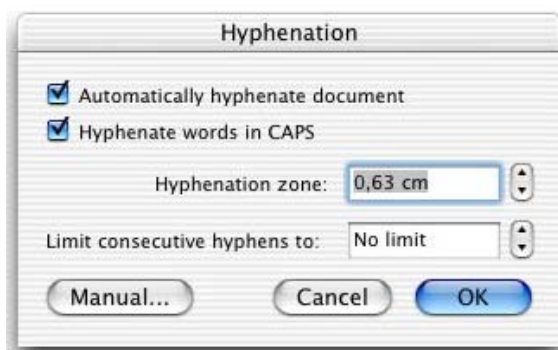 Hyphenation
Automatically hyphenate document
Hyphenate words in CAPS
Hyphenation zone: 0,63 cm
Limit consecutive hyphens to: No limit
Manual... Cancel OK